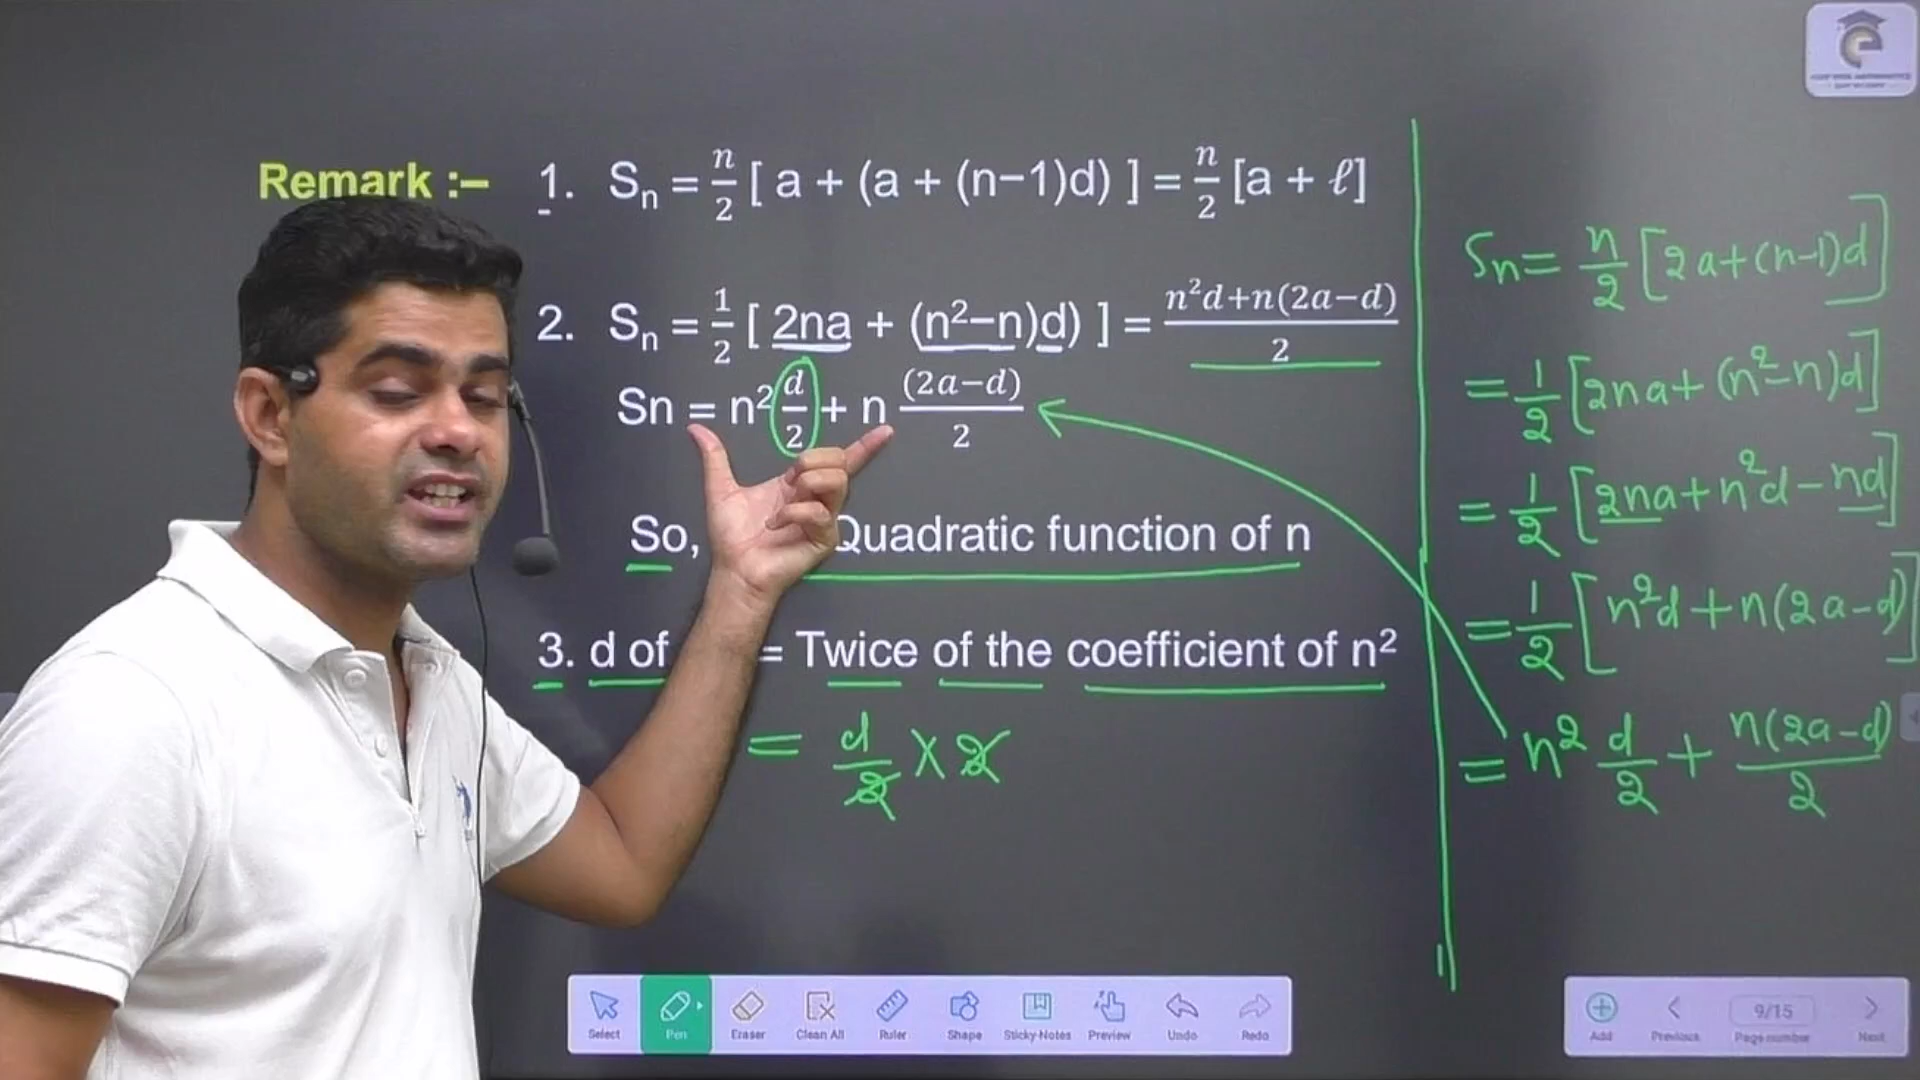 Remark :– 1. Sₙ = n/2 [ a + (a + (n−1)d) ] = n/2 [a + ℓ]
2. Sₙ = 1/2 [ 2na + (n²−n)d) ] = n²d+n(2a−d)/2
Sn = n² d/2 + n (2a−d)/2
So, Quadratic function of n
3. d of = Twice of the coefficient of n²
= d/2 × 2
Sₙ = n/2 [2a+(n-1)d]
= 1/2 [2na + (n²-n)d]
= 1/2 [2na + n²d - nd]
= 1/2 [n²d + n(2a-d)]
= n² d/2 + n(2a-d)/2
Select Pen Eraser Clean All Ruler Shape Sticky-Notes Preview Undo Redo
Add Previous 9/15 Page number Next